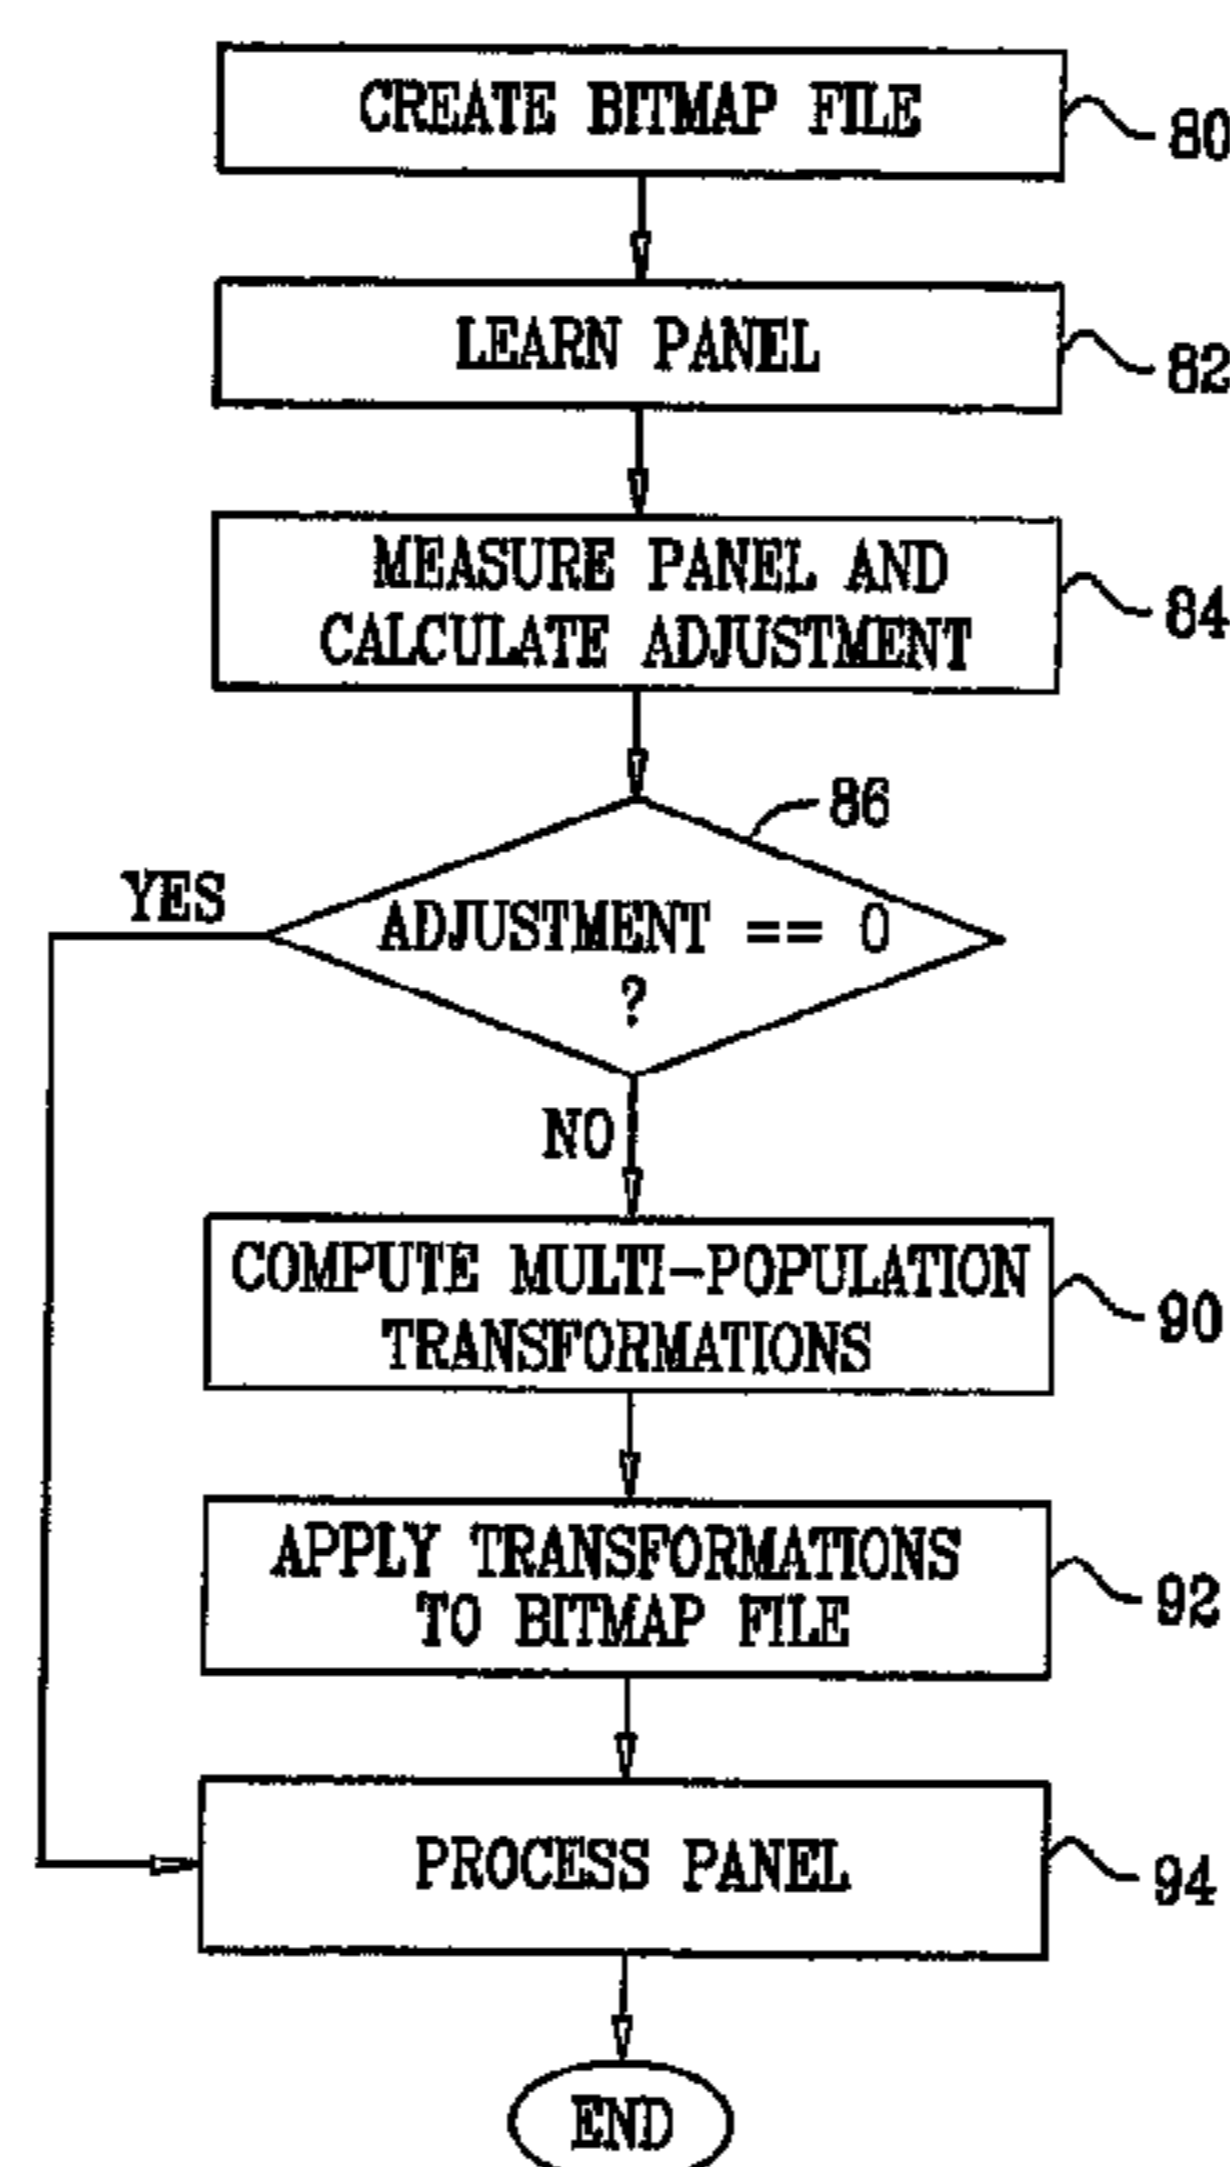 CREATE BITMAP FILE
80
LEARN PANEL
82
MEASURE PANEL AND
CALCULATE ADJUSTMENT
84
86
YES
ADJUSTMENT == 0
?
NO
COMPUTE MULTI-POPULATION
TRANSFORMATIONS
90
APPLY TRANSFORMATIONS
TO BITMAP FILE
92
PROCESS PANEL
94
END